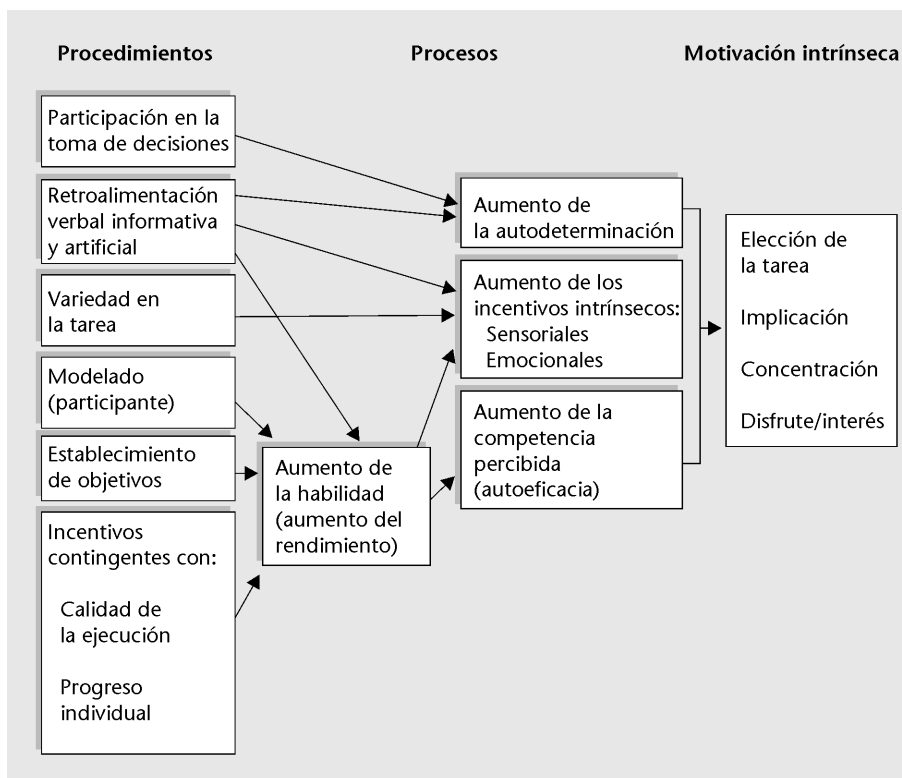 Procedimientos
Procesos
Motivación intrínseca
Participación en la
toma de decisiones
Retroalimentación
verbal informativa
y artificial
Variedad en
la tarea
Modelado
(participante)
Establecimiento
de objetivos
Incentivos
contingentes con:
Calidad de
la ejecución
Progreso
individual
Aumento de
la habilidad
(aumento del
rendimiento)
Aumento de
la autodeterminación
Aumento de los
incentivos intrínsecos:
Sensoriales
Emocionales
Aumento de la
competencia
percibida
(autoeficacia)
Elección de
la tarea
Implicación
Concentración
Disfrute/interés